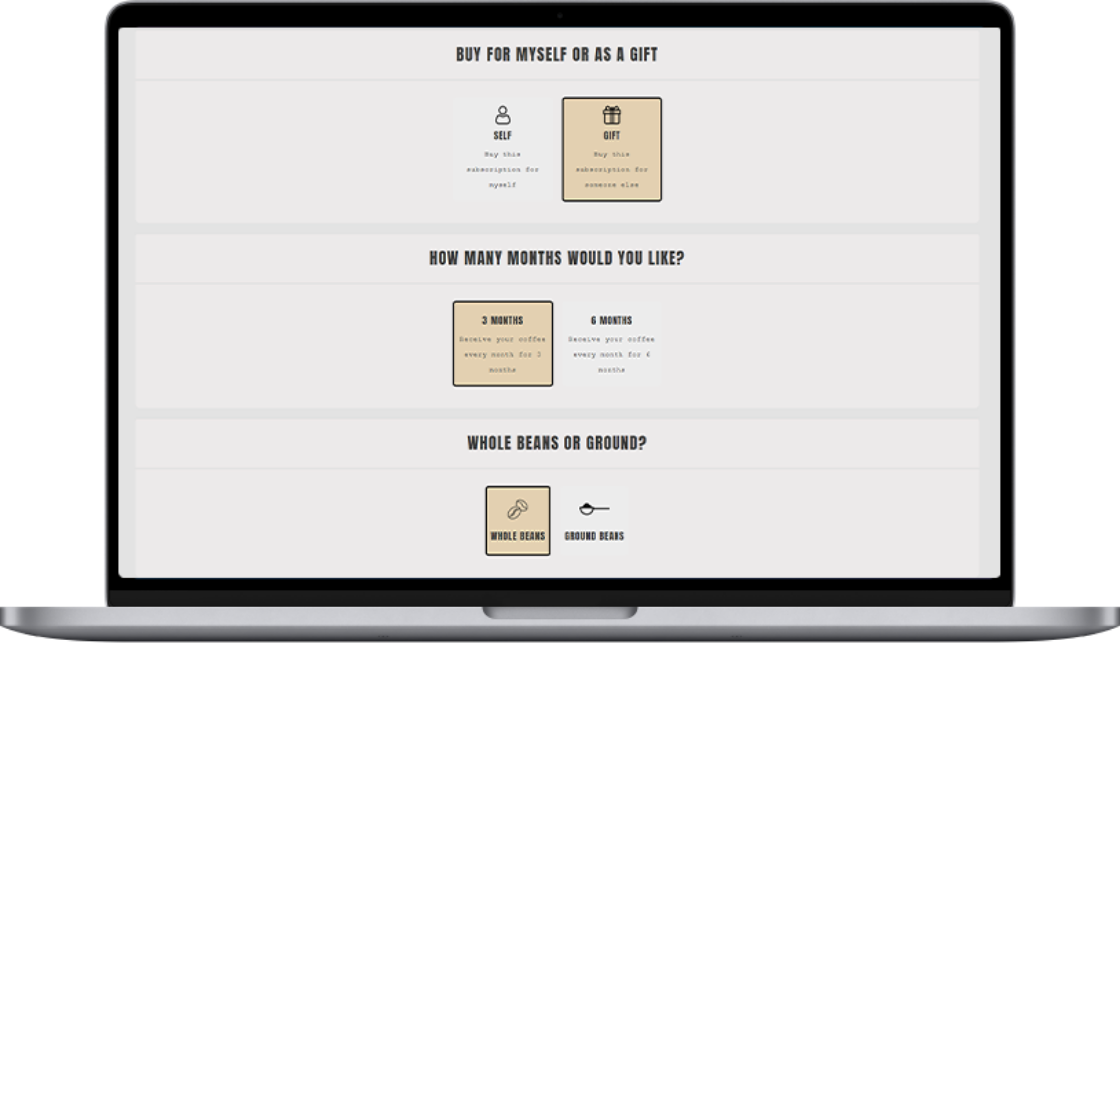 BUY FOR MYSELF OR AS A GIFT
SELF
Buy this
subscription for
myself
GIFT
Buy this
subscription for
someone else
HOW MANY MONTHS WOULD YOU LIKE?
3 MONTHS
Receive your coffee
every month for 3
months
6 MONTHS
Receive your coffee
every month for 6
months
WHOLE BEANS OR GROUND?
WHOLE BEANS
GROUND BEANS